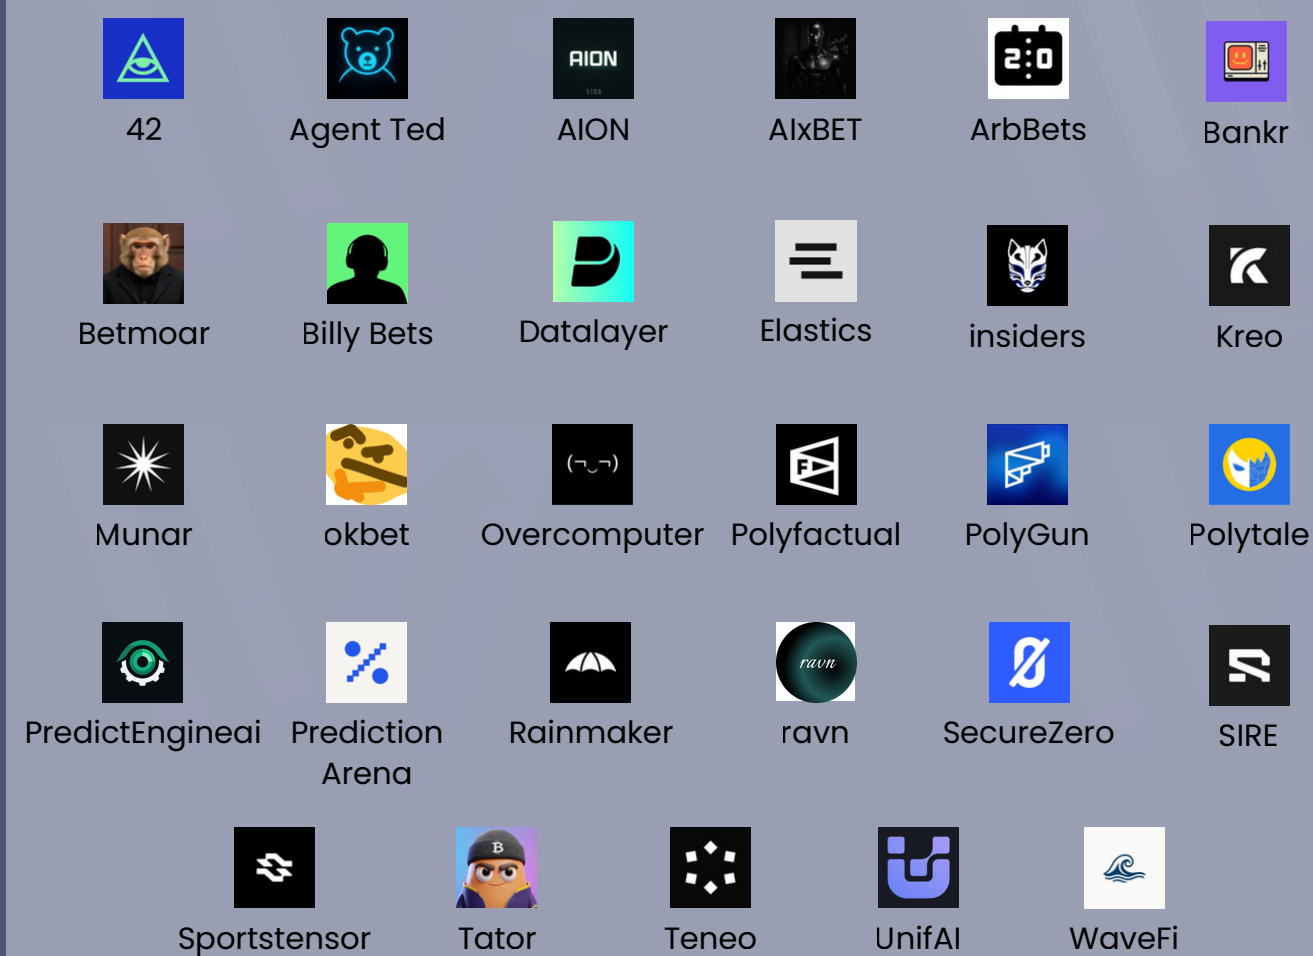 AION
SIBB
2:0
42
Agent Ted
AION
AIxBET
ArbBets
Bankr
Betmoar
Billy Bets
Datalayer
Elastics
insiders
Kreo
(¬‿¬)
Munar
okbet
Overcomputer
Polyfactual
PolyGun
Polytale
ravn
PredictEngineai
Prediction
Arena
Rainmaker
ravn
SecureZero
SIRE
Sportstensor
Tator
Teneo
UnifAI
WaveFi